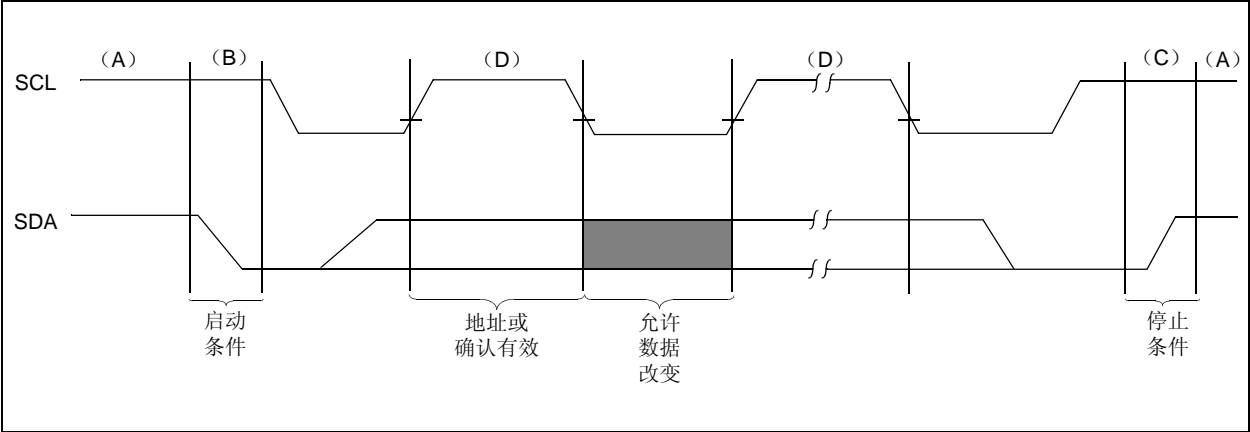 （A）
（B）
（D）
（D）
（C）
（A）
SCL
SDA
启动
条件
地址或
确认有效
允许
数据
改变
停止
条件